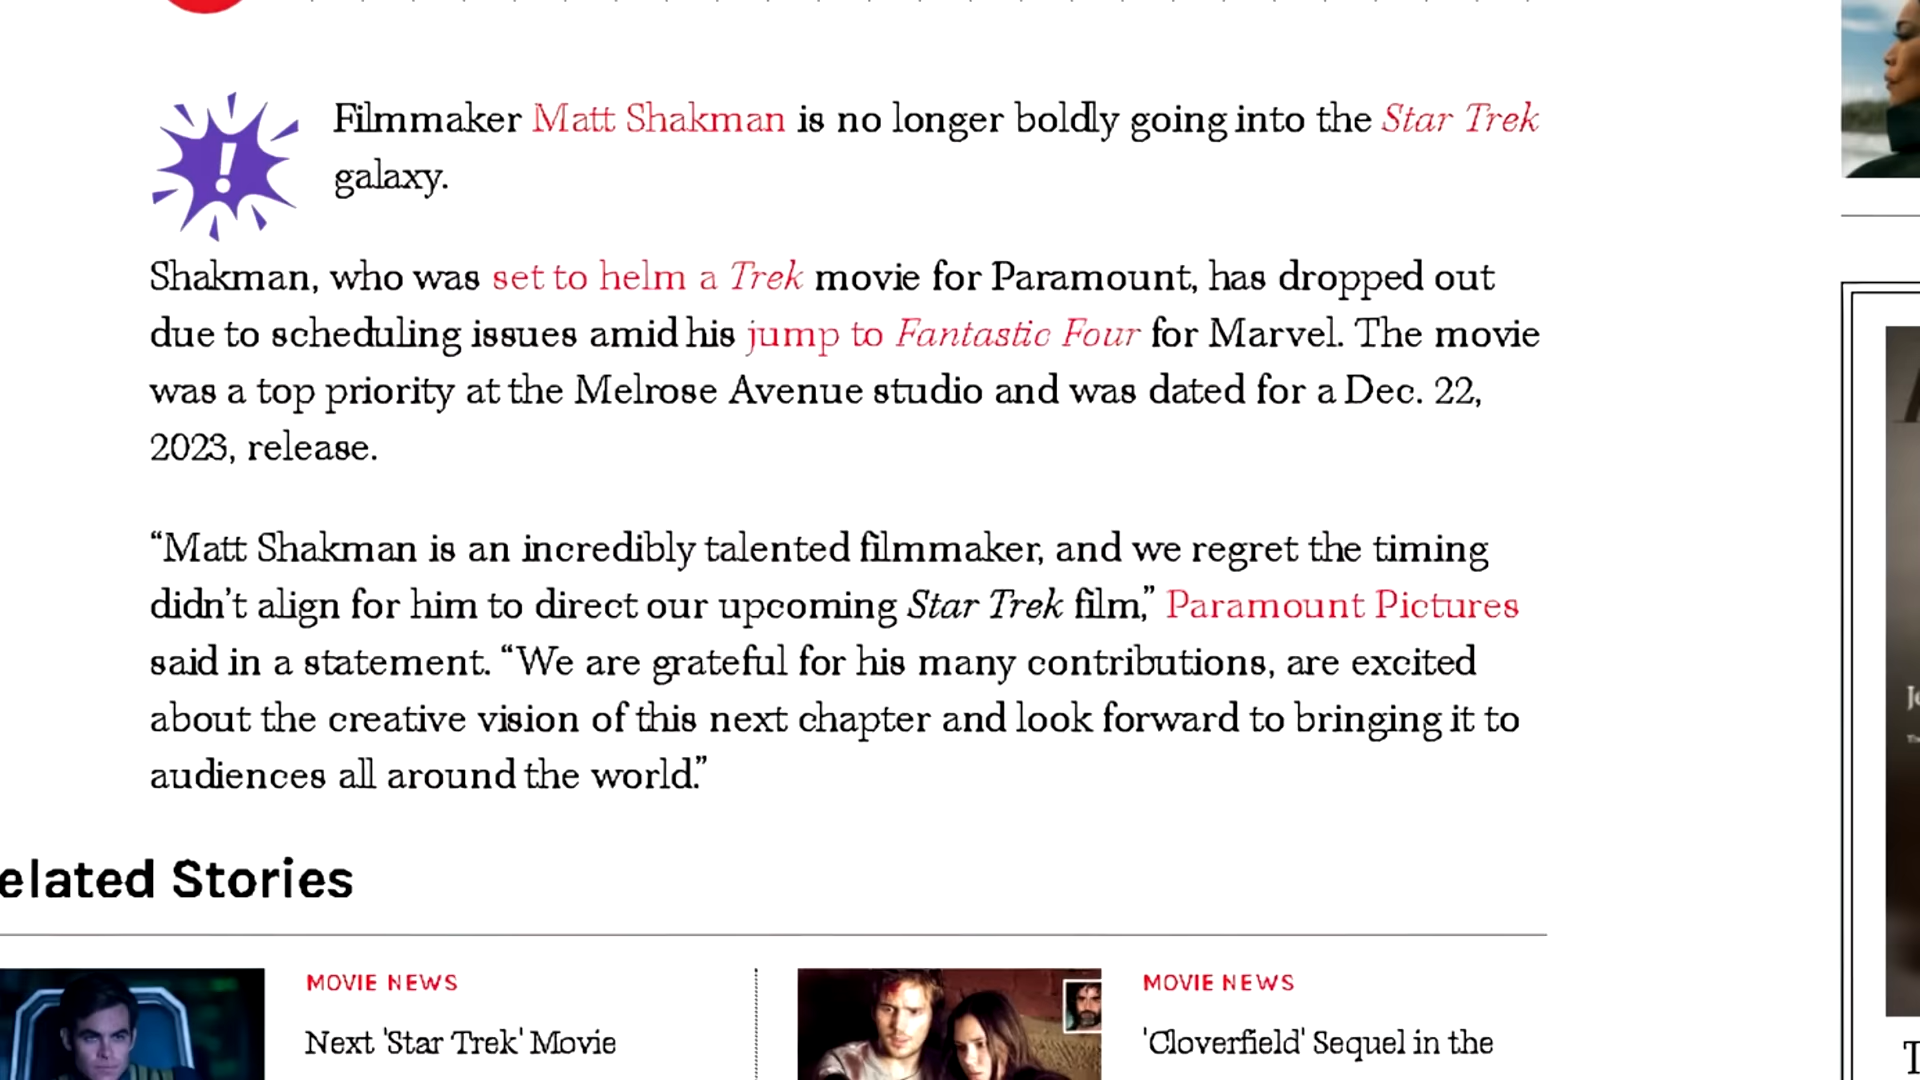 Filmmaker Matt Shakman is no longer boldly going into the Star Trek
galaxy.
Shakman, who was set to helm a Trek movie for Paramount, has dropped out
due to scheduling issues amid his jump to Fantastic Four for Marvel. The movie
was a top priority at the Melrose Avenue studio and was dated for a Dec. 22,
2023, release.
“Matt Shakman is an incredibly talented filmmaker, and we regret the timing
didn’t align for him to direct our upcoming Star Trek film,” Paramount Pictures
said in a statement. “We are grateful for his many contributions, are excited
about the creative vision of this next chapter and look forward to bringing it to
audiences all around the world.”
elated Stories
MOVIE NEWS
Next 'Star Trek' Movie
MOVIE NEWS
'Cloverfield' Sequel in the